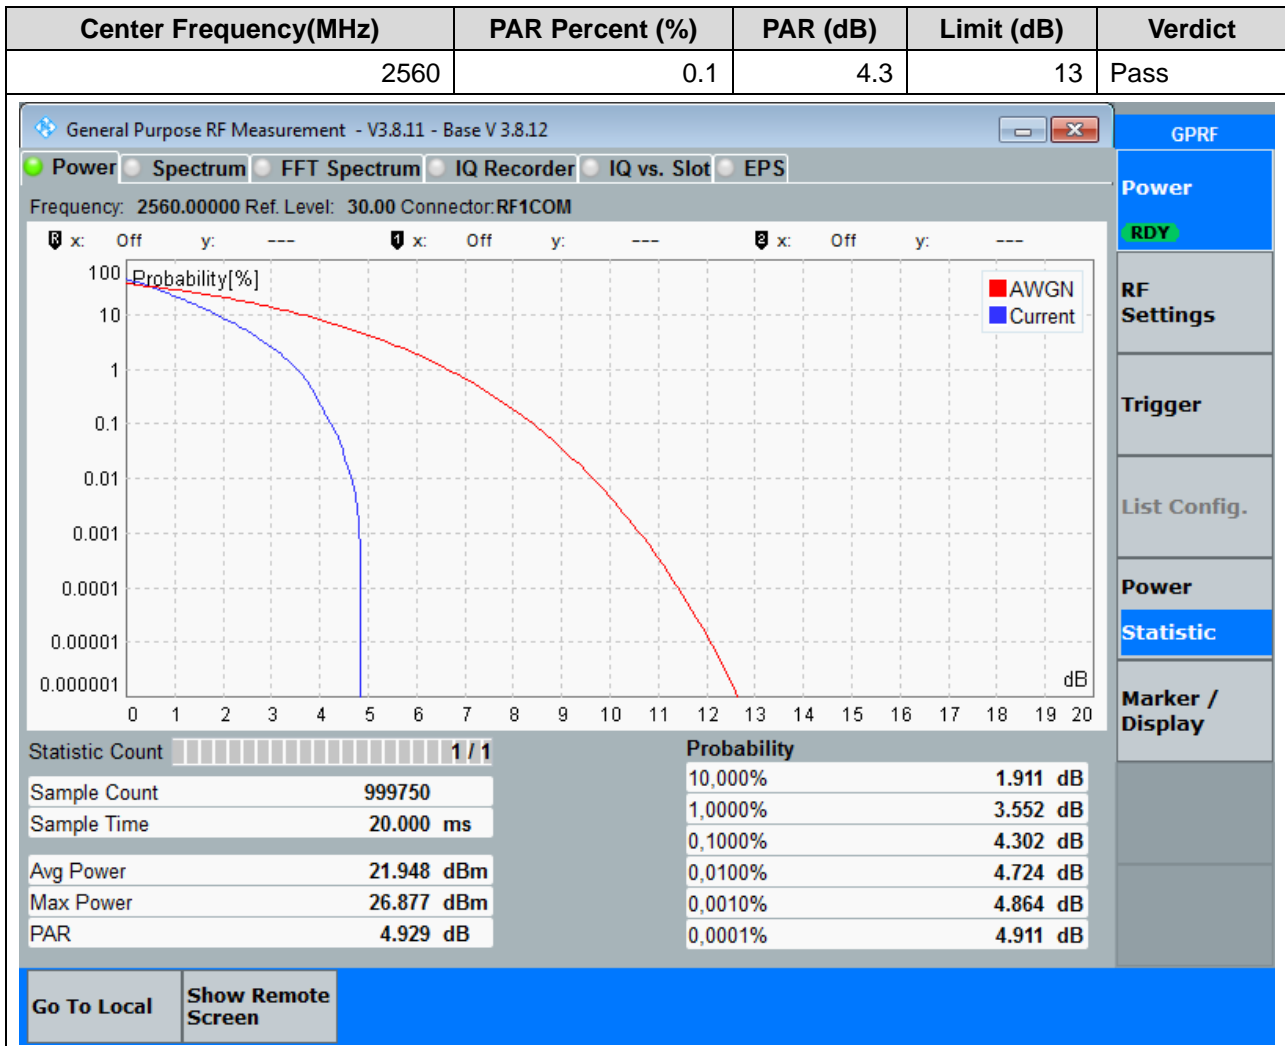 Center Frequency(MHz) PAR Percent (%) PAR (dB) Limit (dB) Verdict
2560 0.1 4.3 13 Pass
General Purpose RF Measurement - V3.8.11 - Base V 3.8.12
GPRF
Power Spectrum FFT Spectrum IQ Recorder IQ vs. Slot EPS
Power
RDY
Frequency: 2560.00000 Ref. Level: 30.00 Connector:RF1COM
R x: Off y: --- 1 x: Off y: --- 2 x: Off y: ---
Probability[%]
AWGN
Current
100
10
1
0.1
0.01
0.001
0.0001
0.00001
0.000001
dB
0 1 2 3 4 5 6 7 8 9 10 11 12 13 14 15 16 17 18 19 20
RF
Settings
Trigger
List Config.
Power
Statistic
Marker /
Display
Statistic Count 1 / 1
Sample Count 999750
Sample Time 20.000 ms
Avg Power 21.948 dBm
Max Power 26.877 dBm
PAR 4.929 dB
Probability
10,000% 1.911 dB
1,0000% 3.552 dB
0,1000% 4.302 dB
0,0100% 4.724 dB
0,0010% 4.864 dB
0,0001% 4.911 dB
Go To Local
Show Remote
Screen